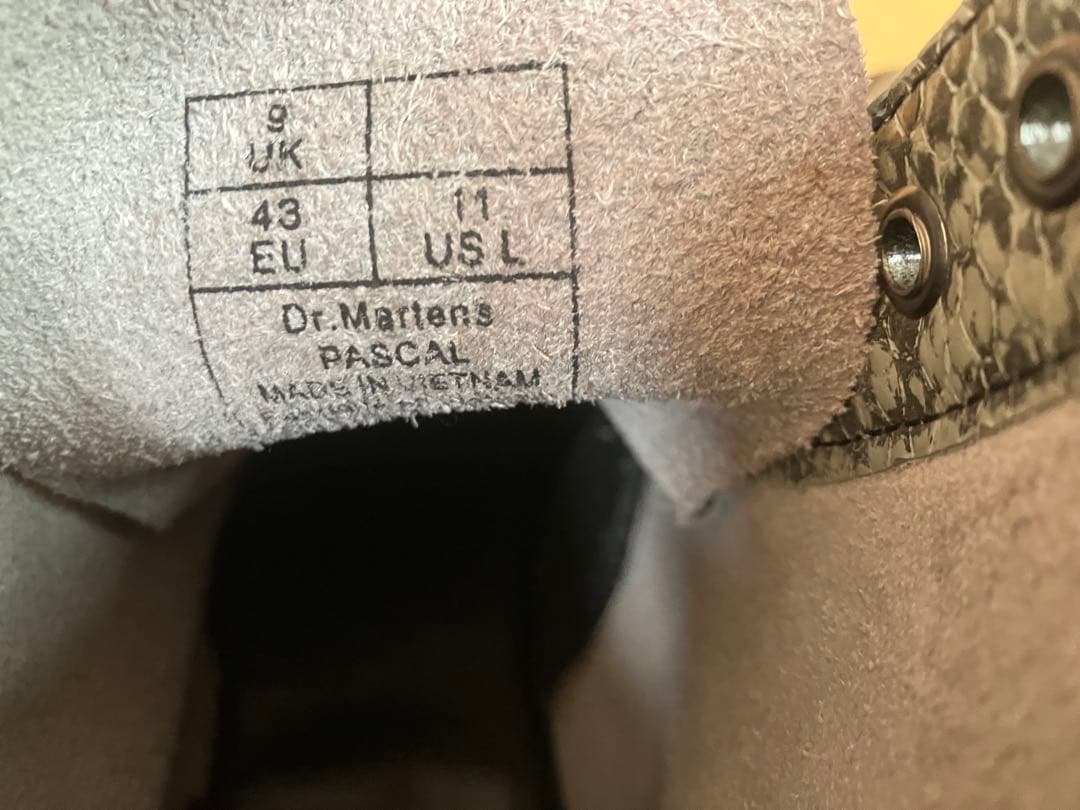 9
UK
43
EU
11
US L
Dr.Martens
PASCAL
MADE IN VIETNAM